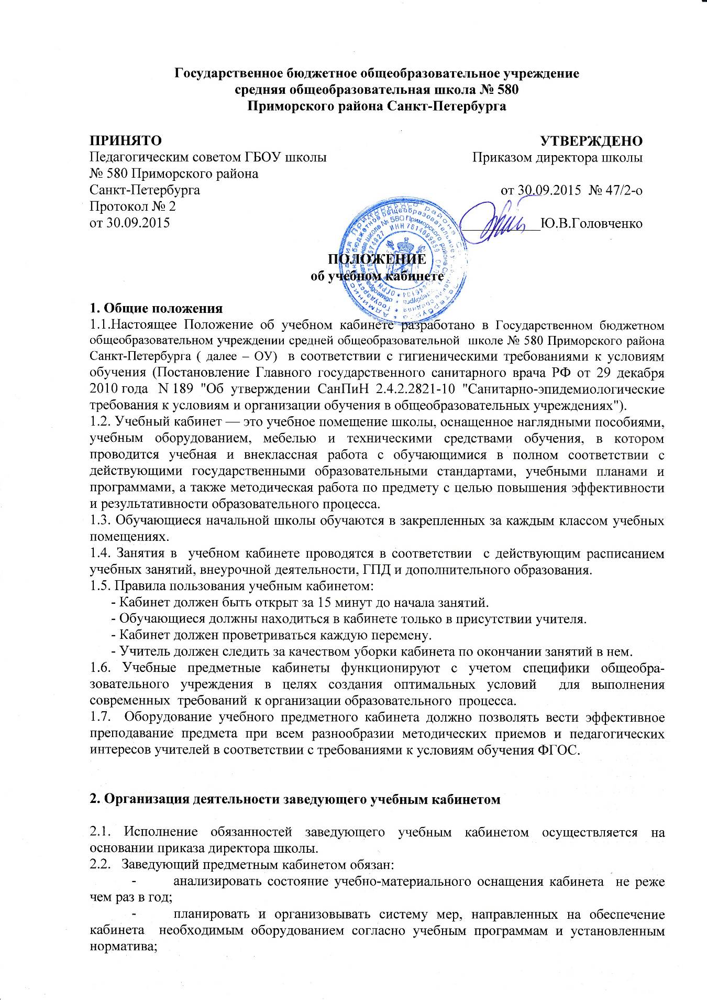 Государственное бюджетное общеобразовательное учреждение
средняя общеобразовательная школа № 580
Приморского района Санкт-Петербурга
ПРИНЯТО
Педагогическим советом ГБОУ школы
№ 580 Приморского района
Санкт-Петербурга
Протокол № 2
от 30.09.2015
УТВЕРЖДЕНО
Приказом директора школы
от 30.09.2015 № 47/2-о
___________Ю.В.Головченко
ПОЛОЖЕНИЕ
об учебном кабинете
1. Общие положения
1.1.Настоящее Положение об учебном кабинете разработано в Государственном бюджетном
общеобразовательном учреждении средней общеобразовательной школе № 580 Приморского района
Санкт-Петербурга ( далее – ОУ) в соответствии с гигиеническими требованиями к условиям
обучения (Постановление Главного государственного санитарного врача РФ от 29 декабря
2010 года N 189 "Об утверждении СанПиН 2.4.2.2821-10 "Санитарно-эпидемиологические
требования к условиям и организации обучения в общеобразовательных учреждениях").
1.2. Учебный кабинет — это учебное помещение школы, оснащенное наглядными пособиями,
учебным оборудованием, мебелью и техническими средствами обучения, в котором
проводится учебная и внеклассная работа с обучающимися в полном соответствии с
действующими государственными образовательными стандартами, учебными планами и
программами, а также методическая работа по предмету с целью повышения эффективности
и результативности образовательного процесса.
1.3. Обучающиеся начальной школы обучаются в закрепленных за каждым классом учебных
помещениях.
1.4. Занятия в учебном кабинете проводятся в соответствии с действующим расписанием
учебных занятий, внеурочной деятельности, ГПД и дополнительного образования.
1.5. Правила пользования учебным кабинетом:
- Кабинет должен быть открыт за 15 минут до начала занятий.
- Обучающиеся должны находиться в кабинете только в присутствии учителя.
- Кабинет должен проветриваться каждую перемену.
- Учитель должен следить за качеством уборки кабинета по окончании занятий в нем.
1.6. Учебные предметные кабинеты функционируют с учетом специфики общеобра-
зовательного учреждения в целях создания оптимальных условий для выполнения
современных требований к организации образовательного процесса.
1.7. Оборудование учебного предметного кабинета должно позволять вести эффективное
преподавание предмета при всем разнообразии методических приемов и педагогических
интересов учителей в соответствии с требованиями к условиям обучения ФГОС.
2. Организация деятельности заведующего учебным кабинетом
2.1. Исполнение обязанностей заведующего учебным кабинетом осуществляется на
основании приказа директора школы.
2.2. Заведующий предметным кабинетом обязан:
- анализировать состояние учебно-материального оснащения кабинета не реже
чем раз в год;
- планировать и организовывать систему мер, направленных на обеспечение
кабинета необходимым оборудованием согласно учебным программам и установленным
норматива;